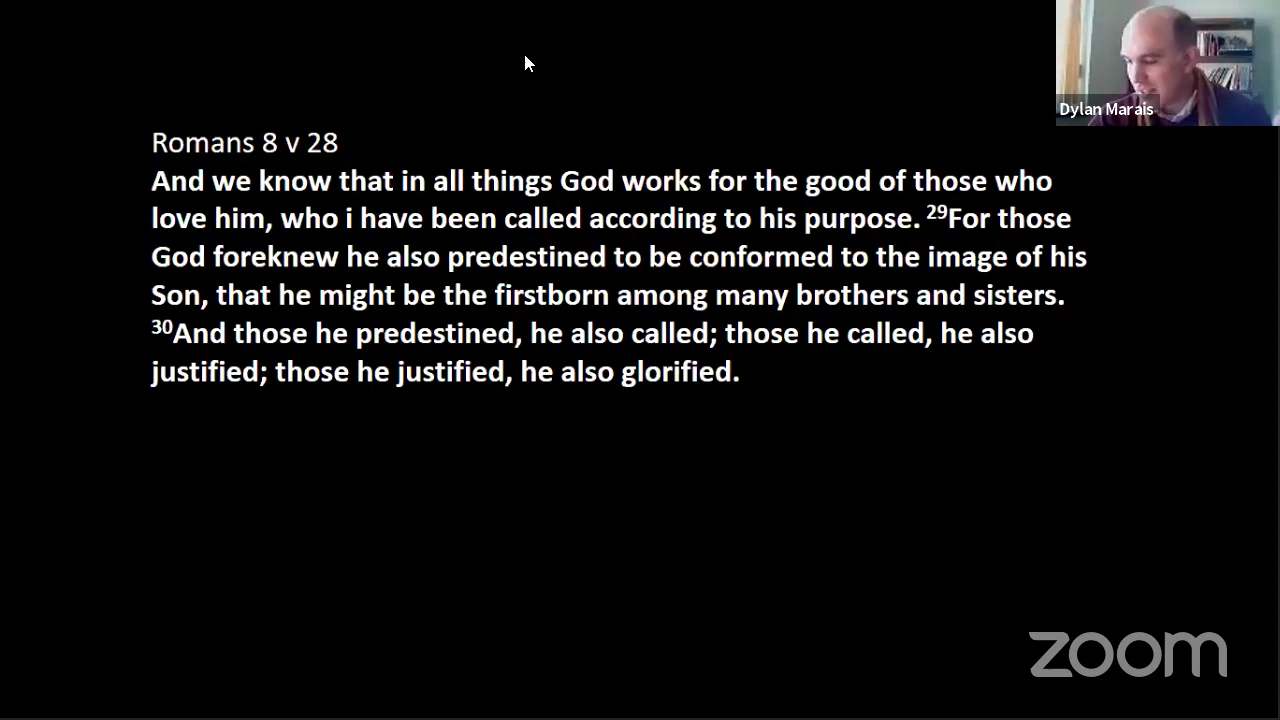 Dylan Marais
Romans 8 v 28
And we know that in all things God works for the good of those who
love him, who i have been called according to his purpose. 29For those
God foreknew he also predestined to be conformed to the image of his
Son, that he might be the firstborn among many brothers and sisters.
30And those he predestined, he also called; those he called, he also
justified; those he justified, he also glorified.
zoom